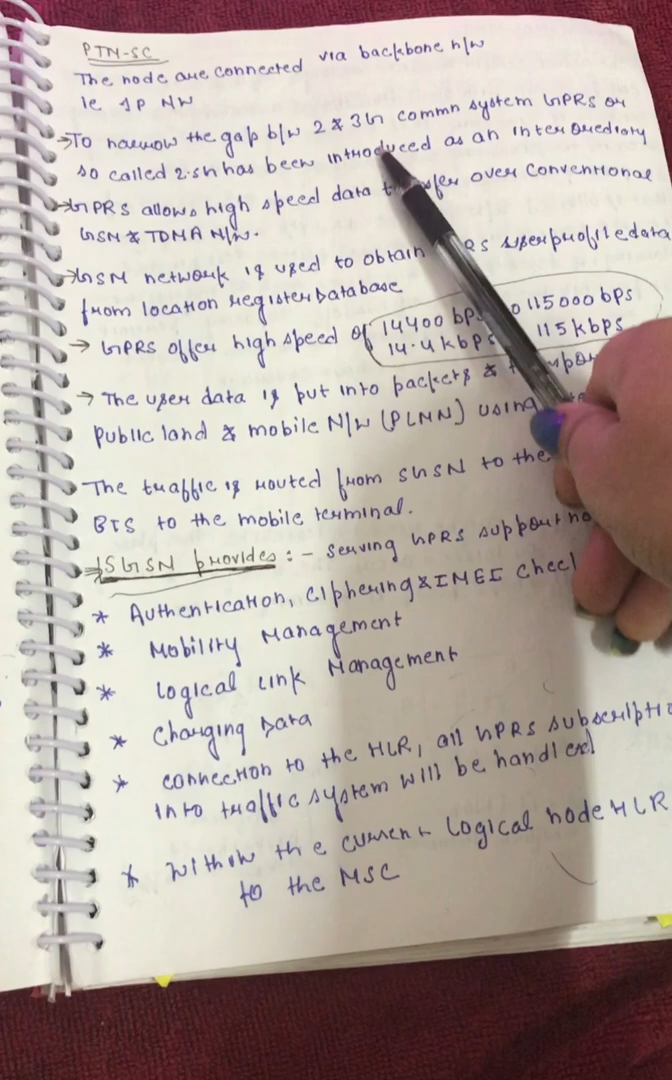 PTM-SC
The node are connected via backbone n/w
ie IP NW
→ To narrow the gap b/w 2 & 3G commn system GPRS or
so called 2.5G has been introduced as an interomediary
→ GPRS allows high speed data over conventional
GSM & TDMA N/w.
→ GSM network is used to obtain userprofiledata
from location register Database
→ GPRS offer high speed of 14400 bps 115000 bps
14.4 kbps 115 kbps
→ The user data is put into packets &
public land & mobile N/w (PLMN) using
The traffic is routed from SGSN to the
BTS to the mobile terminal.
⇒ SGSN provides : - serving GPRS support
* Authentication, ciphering & IMEI
* Mobility Management
* Logical Link Management
* Charging Data
* connection to the HLR, all GPRS
into traffic system will be handled
* within the current logical node HLR
to the MSC